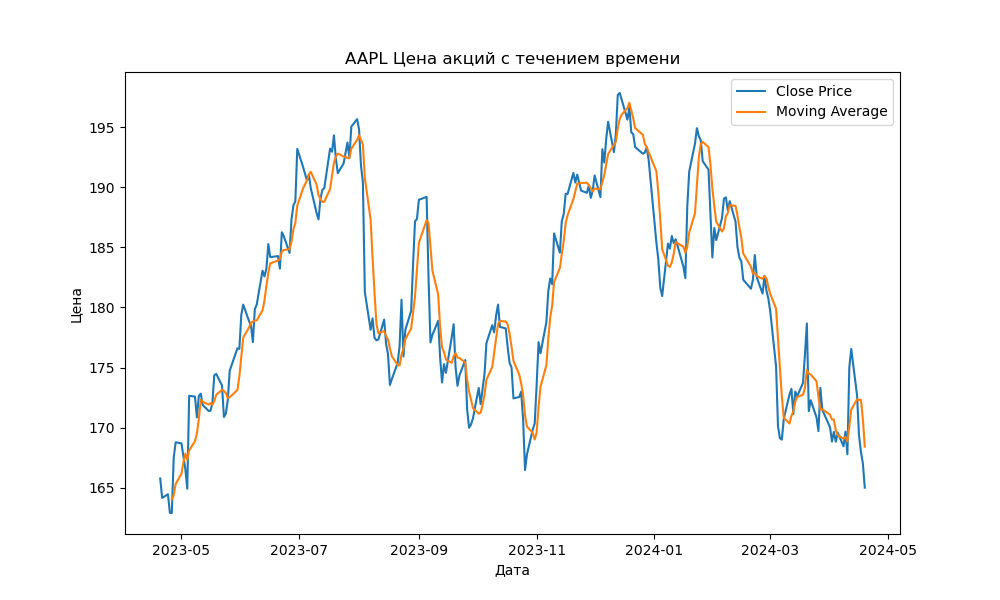 AAPL Цена акций с течением времени
Close Price
Moving Average
Цена
195
190
185
180
175
170
165
2023-05
2023-07
2023-09
2023-11
2024-01
2024-03
2024-05
Дата